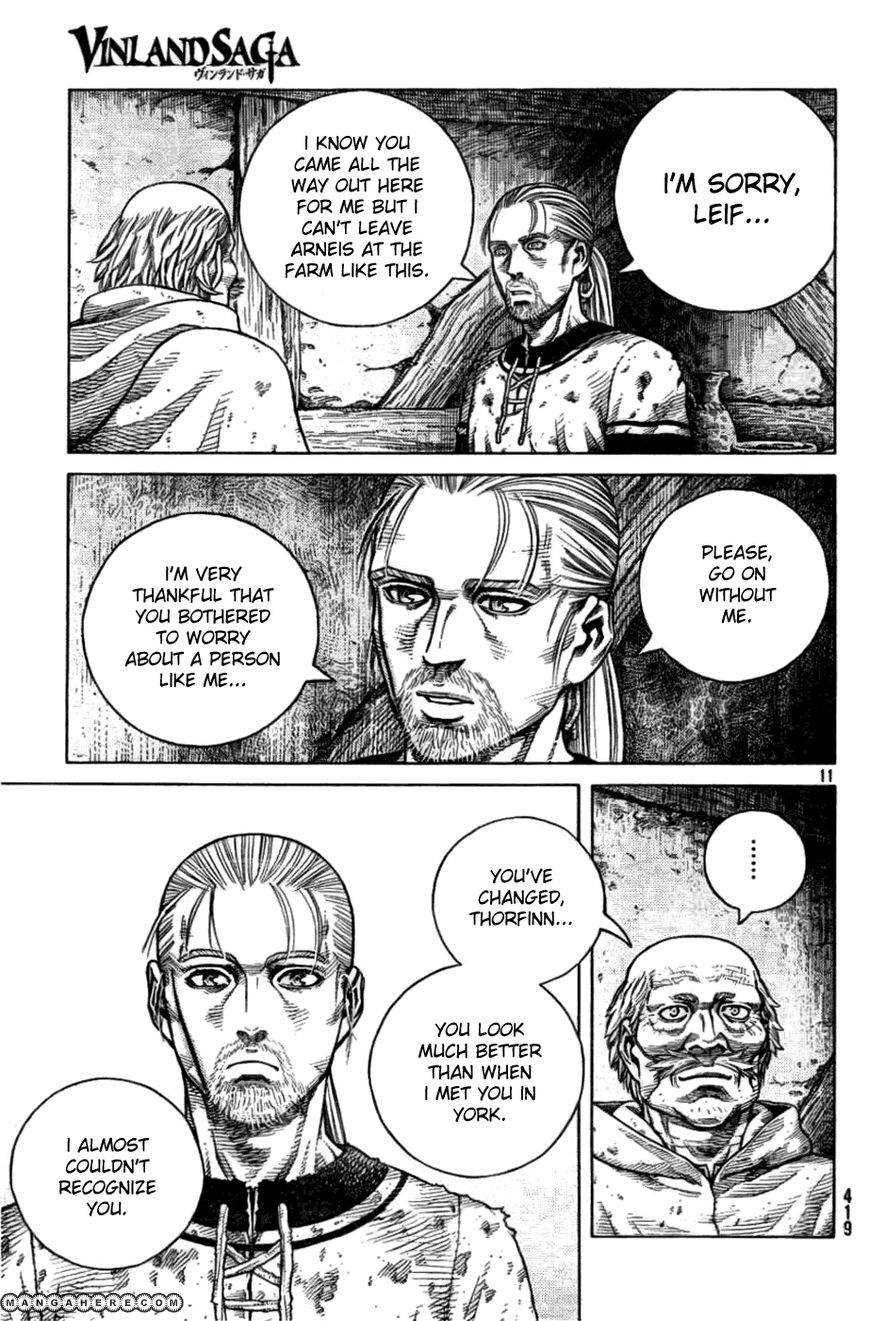 VINLAND SAGA
ヴィンランド・サガ
I'M SORRY,
LEIF...
I KNOW YOU
CAME ALL THE
WAY OUT HERE
FOR ME BUT I
CAN'T LEAVE
ARNEIS AT THE
FARM LIKE THIS.
PLEASE,
GO ON
WITHOUT
ME.
I'M VERY
THANKFUL THAT
YOU BOTHERED
TO WORRY
ABOUT A PERSON
LIKE ME...
11
......
YOU'VE
CHANGED,
THORFINN...
YOU LOOK
MUCH BETTER
THAN WHEN
I MET YOU IN
YORK.
I ALMOST
COULDN'T
RECOGNIZE
YOU.
419
MANGAHERE.COM